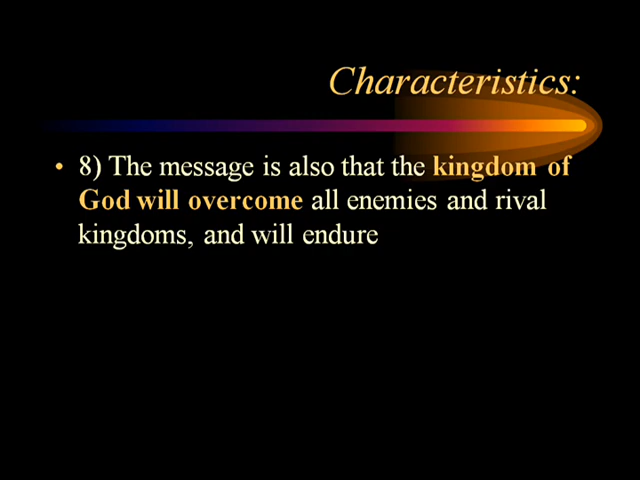 Characteristics:
• 8) The message is also that the kingdom of
God will overcome all enemies and rival
kingdoms, and will endure